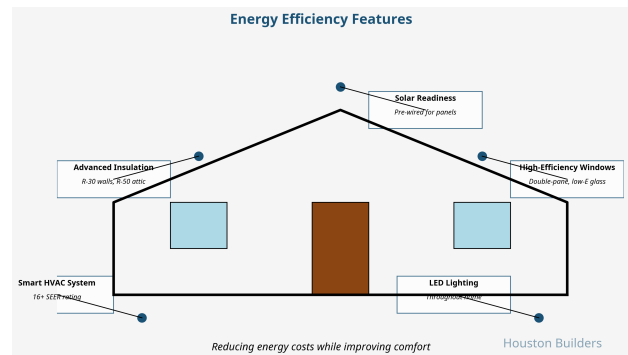 Energy Efficiency Features
Solar Readiness
Pre-wired for panels
Advanced Insulation
R-30 walls, R-50 attic
High-Efficiency Windows
Double-pane, low-E glass
Smart HVAC System
16+ SEER rating
LED Lighting
Throughout home
Reducing energy costs while improving comfort
Houston Builders